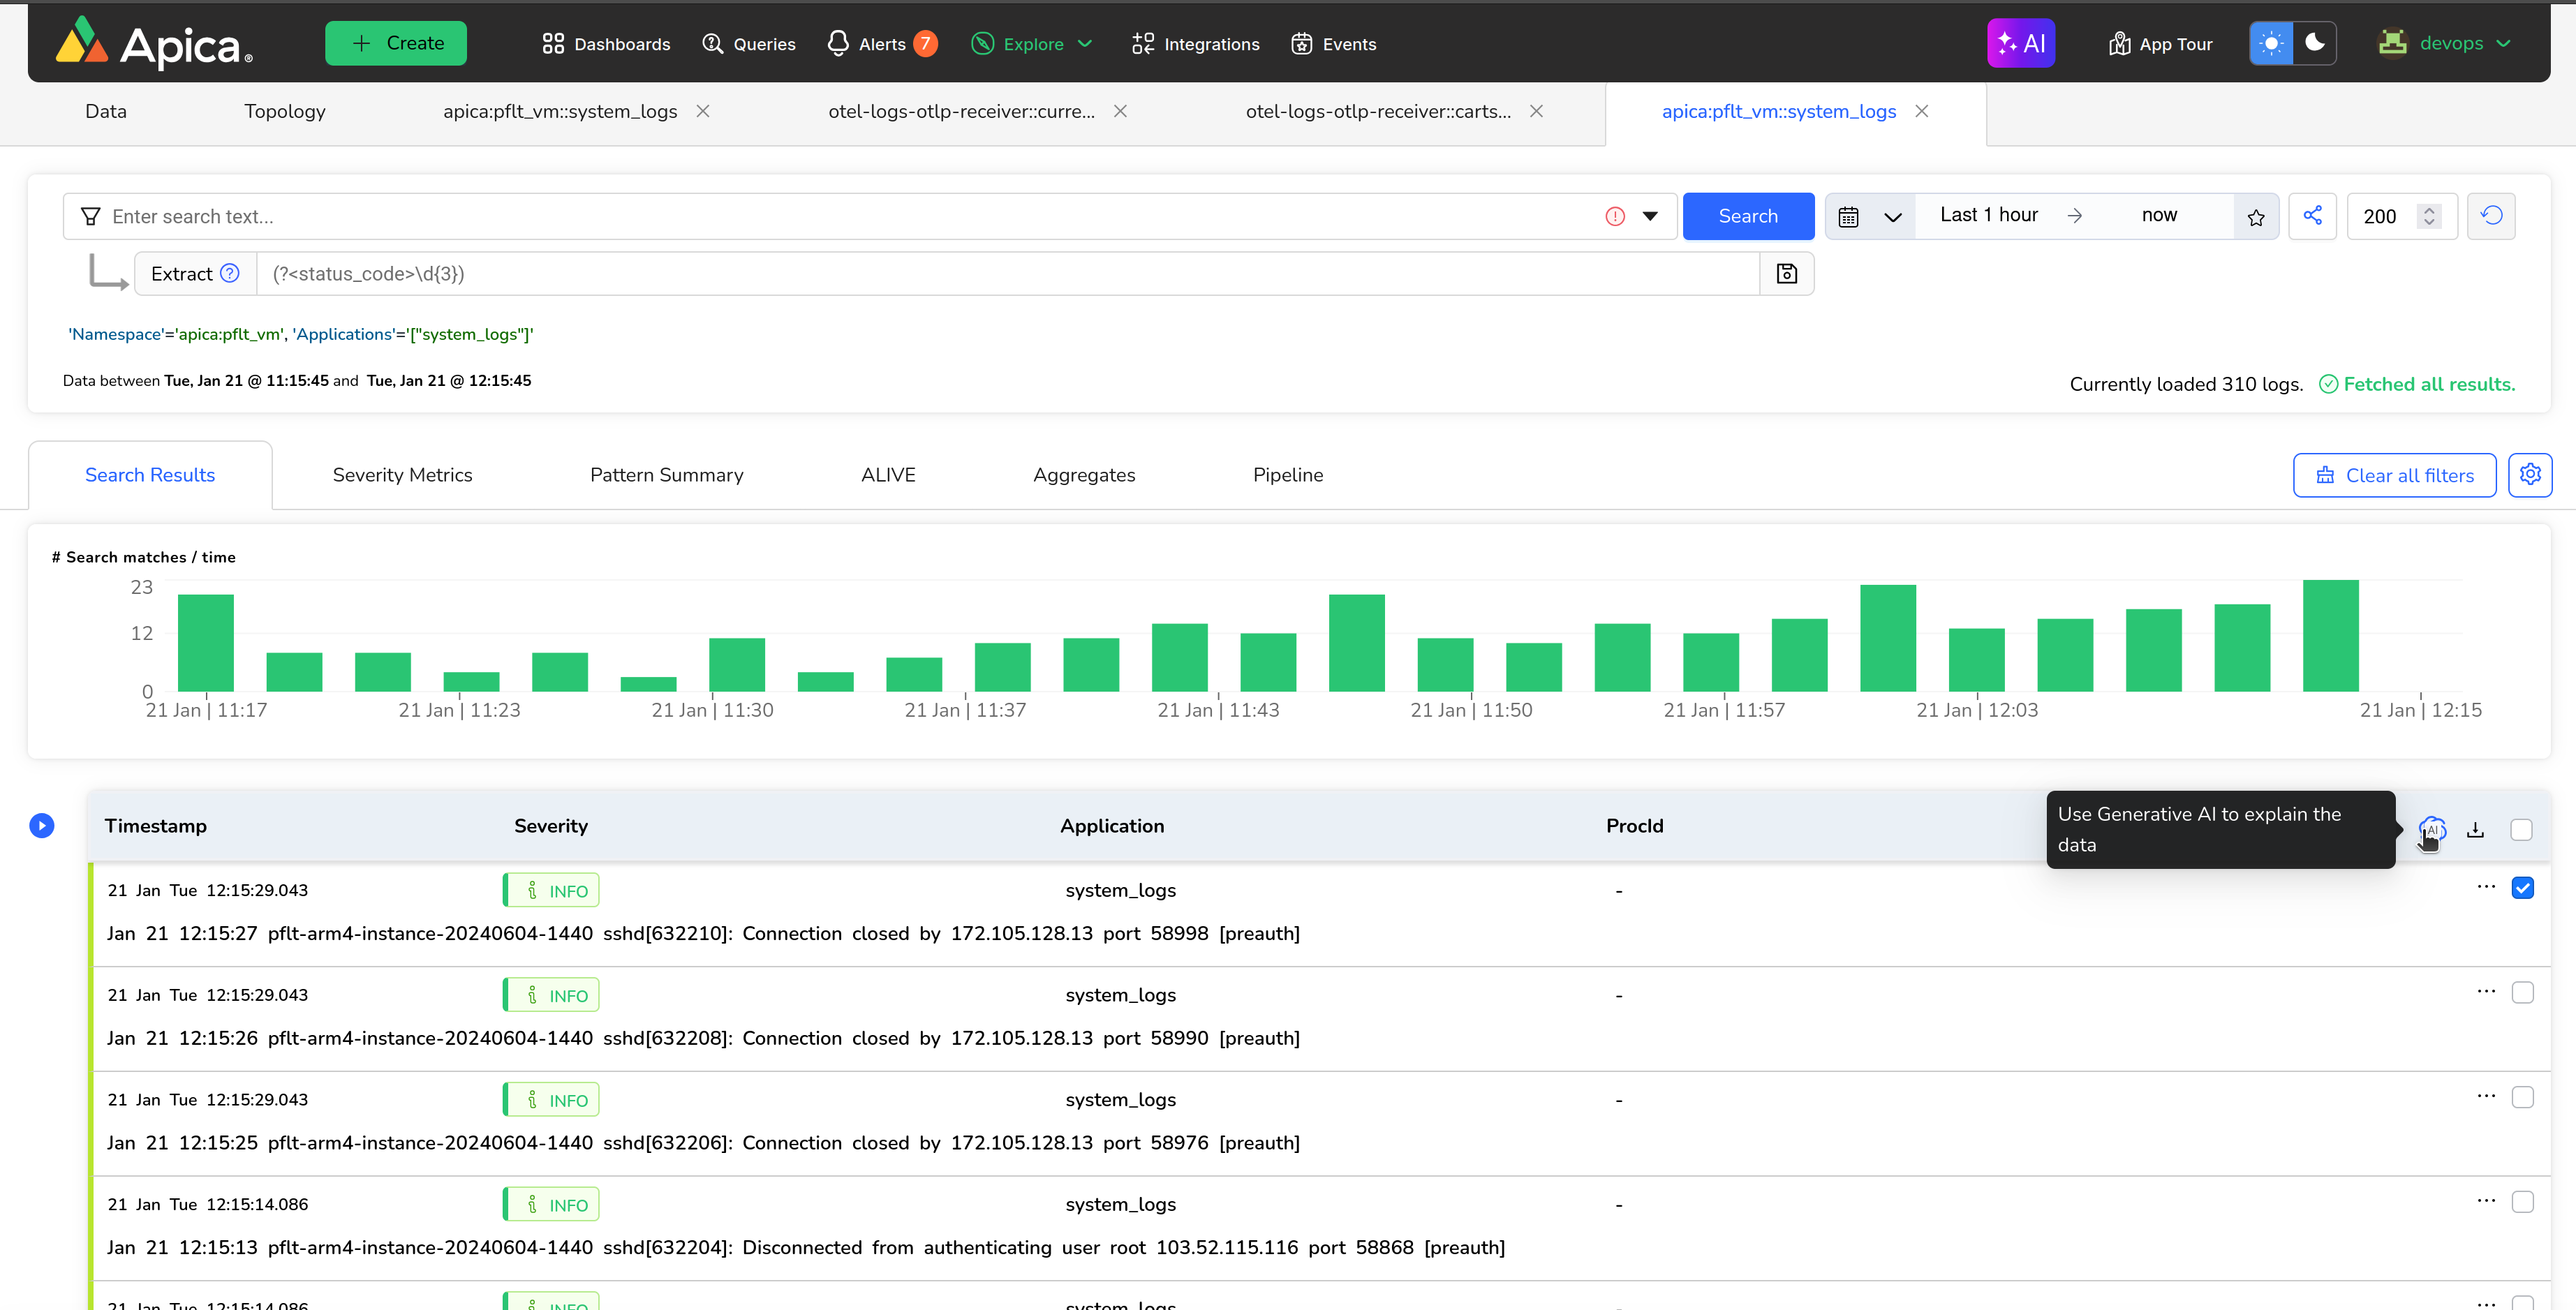 Apica®
Create
Dashboards
Queries
Alerts 7
Explore
Integrations
Events
AI
App Tour
devops
Data
Topology
apica:pflt_vm::system_logs
otel-logs-otlp-receiver::curre...
otel-logs-otlp-receiver::carts...
apica:pflt_vm::system_logs
Enter search text...
Search
Last 1 hour → now
200
Extract
(?<status_code>\d{3})
'Namespace'='apica:pflt_vm', 'Applications'='["system_logs"]'
Data between Tue, Jan 21 @ 11:15:45 and Tue, Jan 21 @ 12:15:45
Currently loaded 310 logs. Fetched all results.
Search Results
Severity Metrics
Pattern Summary
ALIVE
Aggregates
Pipeline
Clear all filters
# Search matches / time
23
12
0
21 Jan | 11:17
21 Jan | 11:23
21 Jan | 11:30
21 Jan | 11:37
21 Jan | 11:43
21 Jan | 11:50
21 Jan | 11:57
21 Jan | 12:03
21 Jan | 12:15
Timestamp Severity Application ProcId
Use Generative AI to explain the
data
AI
21 Jan Tue 12:15:29.043 INFO system_logs -
Jan 21 12:15:27 pflt-arm4-instance-20240604-1440 sshd[632210]: Connection closed by 172.105.128.13 port 58998 [preauth]
21 Jan Tue 12:15:29.043 INFO system_logs -
Jan 21 12:15:26 pflt-arm4-instance-20240604-1440 sshd[632208]: Connection closed by 172.105.128.13 port 58990 [preauth]
21 Jan Tue 12:15:29.043 INFO system_logs -
Jan 21 12:15:25 pflt-arm4-instance-20240604-1440 sshd[632206]: Connection closed by 172.105.128.13 port 58976 [preauth]
21 Jan Tue 12:15:14.086 INFO system_logs -
Jan 21 12:15:13 pflt-arm4-instance-20240604-1440 sshd[632204]: Disconnected from authenticating user root 103.52.115.116 port 58868 [preauth]
21 Jan Tue 12:15:14.086 INFO system_logs